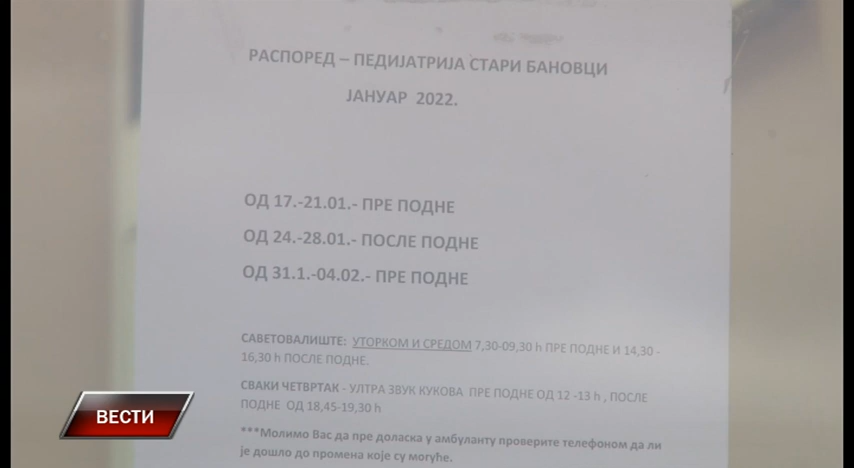 РАСПОРЕД – ПЕДИЈАТРИЈА СТАРИ БАНОВЦИ
ЈАНУАР 2022.
ОД 17.-21.01.- ПРЕ ПОДНЕ
ОД 24.-28.01.- ПОСЛЕ ПОДНЕ
ОД 31.1.-04.02.- ПРЕ ПОДНЕ
САВЕТОВАЛИШТЕ: УТОРКОМ И СРЕДОМ 7,30-09,30 h ПРЕ ПОДНЕ И 14,30 -
16,30 h ПОСЛЕ ПОДНЕ.
СВАКИ ЧЕТВРТАК - УЛТРА ЗВУК КУКОВА ПРЕ ПОДНЕ ОД 12 -13 h , ПОСЛЕ
ПОДНЕ ОД 18,45-19,30 h
***Молимо Вас да пре доласка у амбуланту проверите телефоном да ли
је дошло до промена које су могуће.
ВЕСТИ